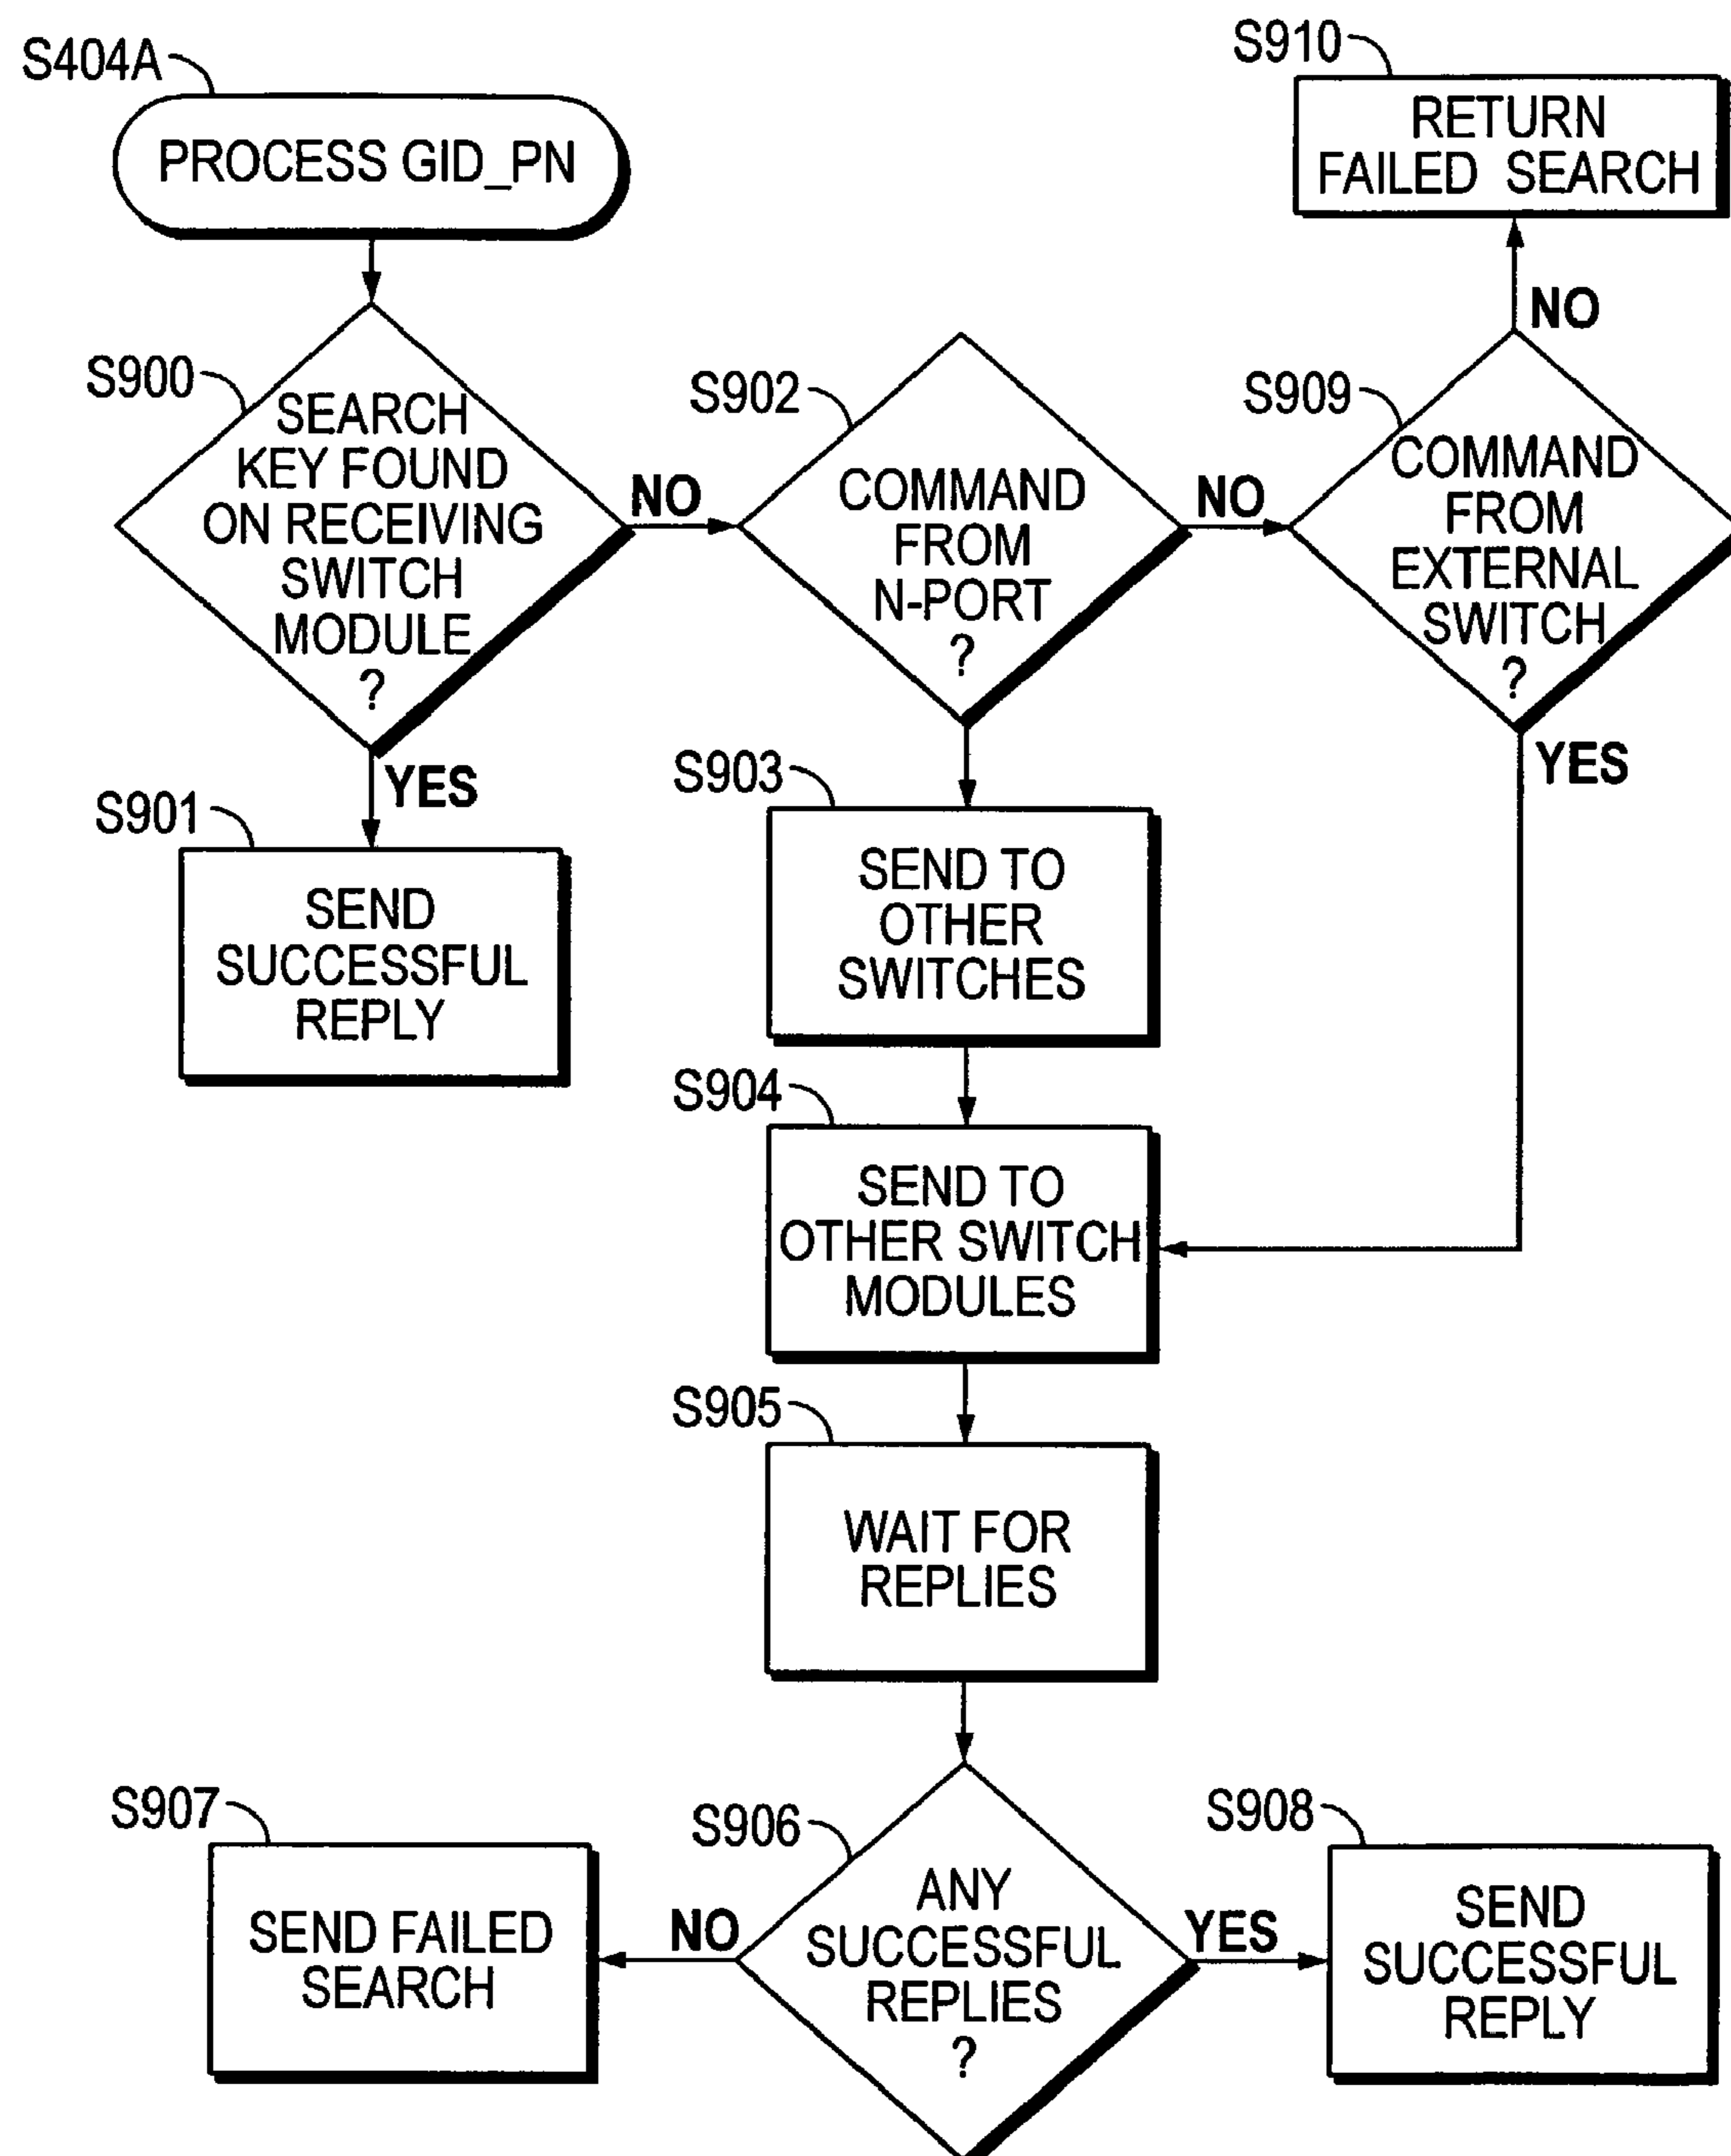 S404A
PROCESS GID_PN
S910
RETURN
FAILED SEARCH
NO
S900
SEARCH
KEY FOUND
ON RECEIVING
SWITCH
MODULE
?
NO
S902
COMMAND
FROM
N-PORT
?
NO
S909
COMMAND
FROM
EXTERNAL
SWITCH
?
YES
YES
S901
SEND
SUCCESSFUL
REPLY
S903
SEND TO
OTHER
SWITCHES
S904
SEND TO
OTHER SWITCH
MODULES
S905
WAIT FOR
REPLIES
S906
ANY
SUCCESSFUL
REPLIES
?
NO
S907
SEND FAILED
SEARCH
YES
S908
SEND
SUCCESSFUL
REPLY